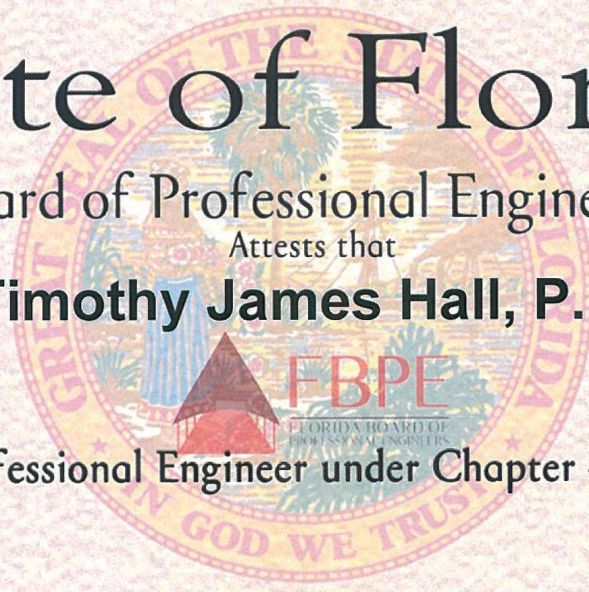 te of Flor
ard of Professional Engine
Attests that
Timothy James Hall, P.
FBPE
FLORIDA BOARD OF
PROFESSIONAL ENGINEERS
fessional Engineer under Chapter
GREAT SEAL OF THE STATE OF FLORIDA
IN GOD WE TRUST